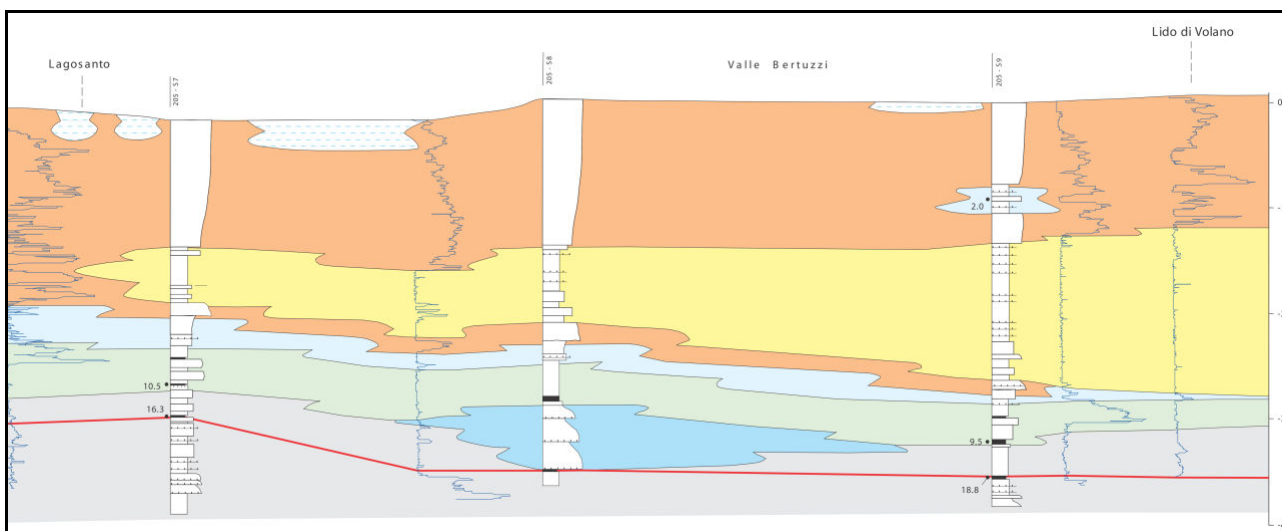 Lagosanto
Lido di Volano
205 - S7
205 - S8
Valle Bertuzzi
205 - S9
0
2.0
10.5
16.3
9.5
18.8